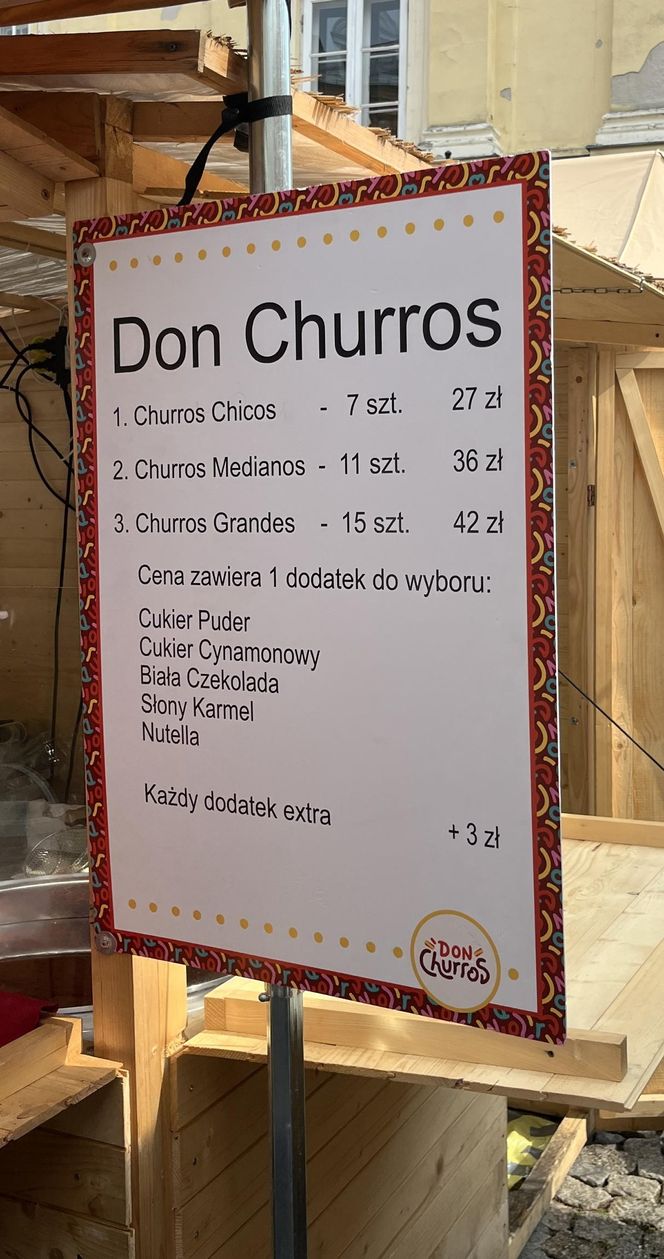 Don Churros
1. Churros Chicos - 7 szt. 27 zł
2. Churros Medianos - 11 szt. 36 zł
3. Churros Grandes - 15 szt. 42 zł
Cena zawiera 1 dodatek do wyboru:
Cukier Puder
Cukier Cynamonowy
Biała Czekolada
Słony Karmel
Nutella
Każdy dodatek extra + 3 zł
DON
CHURROS